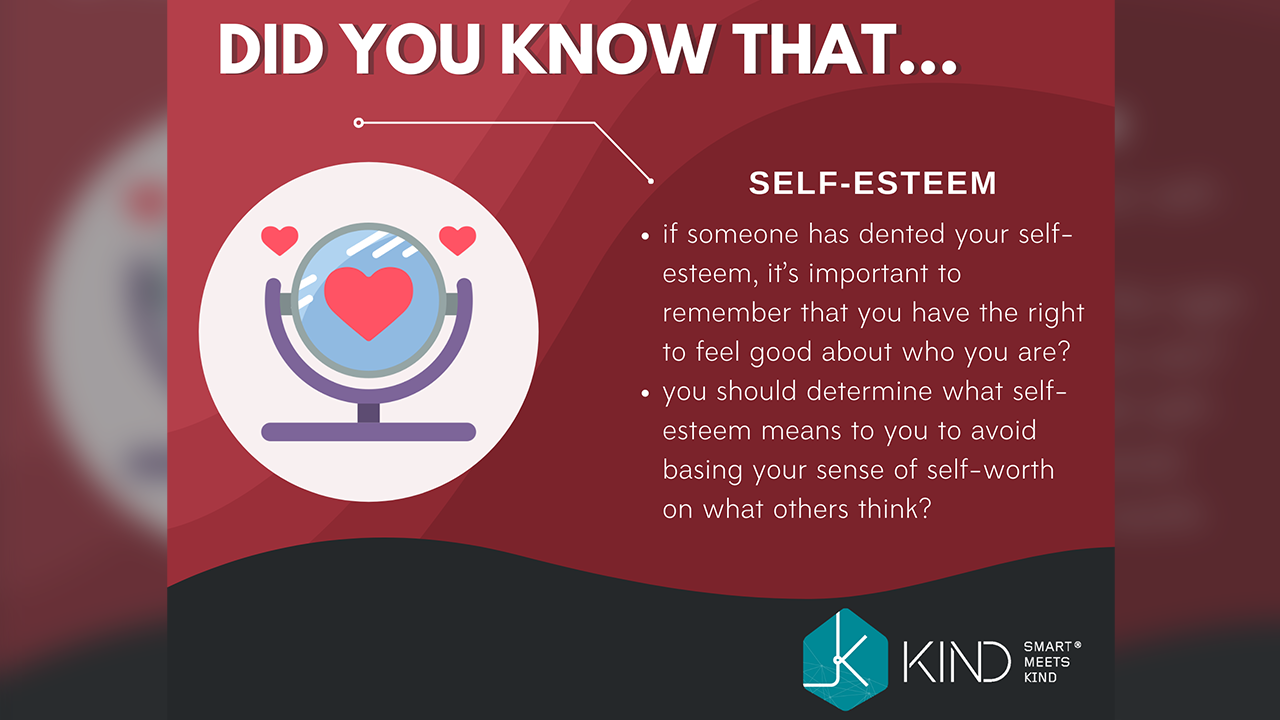 DID YOU KNOW THAT...
SELF-ESTEEM
• if someone has dented your self-
esteem, it's important to
remember that you have the right
to feel good about who you are?
• you should determine what self-
esteem means to you to avoid
basing your sense of self-worth
on what others think?
KIND
SMART®
MEETS
KIND